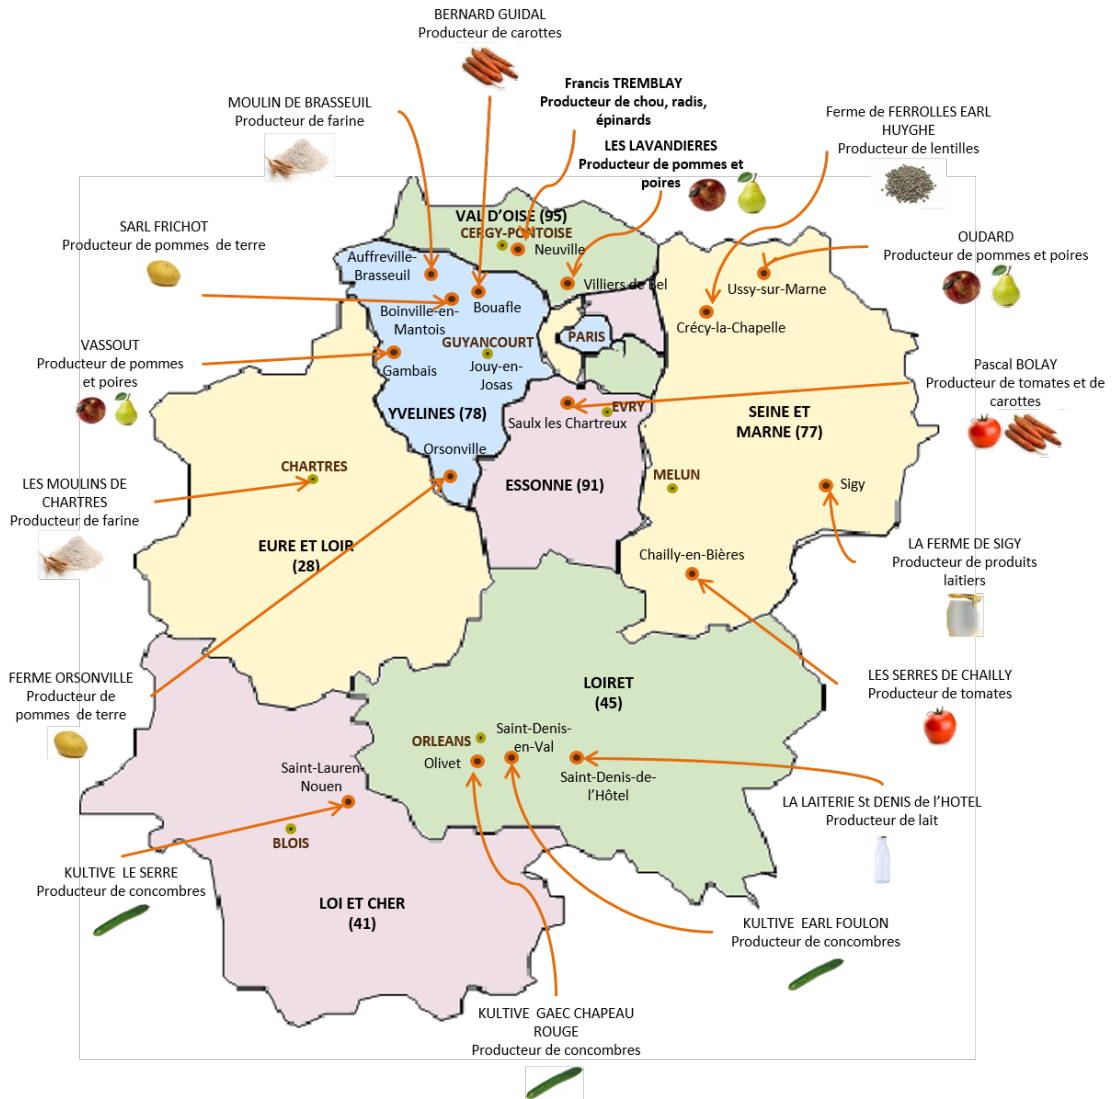 BERNARD GUIDAL
Producteur de carottes
Francis TREMBLAY
Producteur de chou, radis,
épinards
MOULIN DE BRASSEUIL
Producteur de farine
LES LAVANDIERES
Producteur de pommes et
poires
Ferme de FERROLLES EARL
HUYGHE
Producteur de lentilles
SARL FRICHOT
Producteur de pommes  de terre
OUDARD
Producteur de pommes et poires
VAL D'OISE (95)
CERGY-PONTOISE
Neuville
Villiers de Bel
Auffreville-
Brasseuil
Boinville-en-
Mantois
Bouafle
GUYANCOURT
Jouy-en-
Josas
Gambais
YVELINES (78)
Orsonville
PARIS
Ussy-sur-Marne
Crécy-la-Chapelle
VASSOUT
Producteur de pommes
et poires
Pascal BOLAY
Producteur de tomates et de
carottes
EVRY
Saulx les Chartreux
ESSONNE (91)
SEINE ET
MARNE (77)
MELUN
Sigy
Chailly-en-Bières
CHARTRES
EURE ET LOIR
(28)
LES MOULINS DE
CHARTRES
Producteur de farine
LA FERME DE SIGY
Producteur de produits
laitiers
FERME ORSONVILLE
Producteur de
pommes  de terre
LES SERRES DE CHAILLY
Producteur de tomates
LOIRET
(45)
ORLEANS
Olivet
Saint-Denis-
en-Val
Saint-Denis-de-
l'Hôtel
Saint-Lauren-
Nouen
BLOIS
LOI ET CHER
(41)
LA LAITERIE St DENIS de l'HOTEL
Producteur de lait
KULTIVE  LE SERRE
Producteur de concombres
KULTIVE  EARL FOULON
Producteur de concombres
KULTIVE  GAEC CHAPEAU
ROUGE
Producteur de concombres